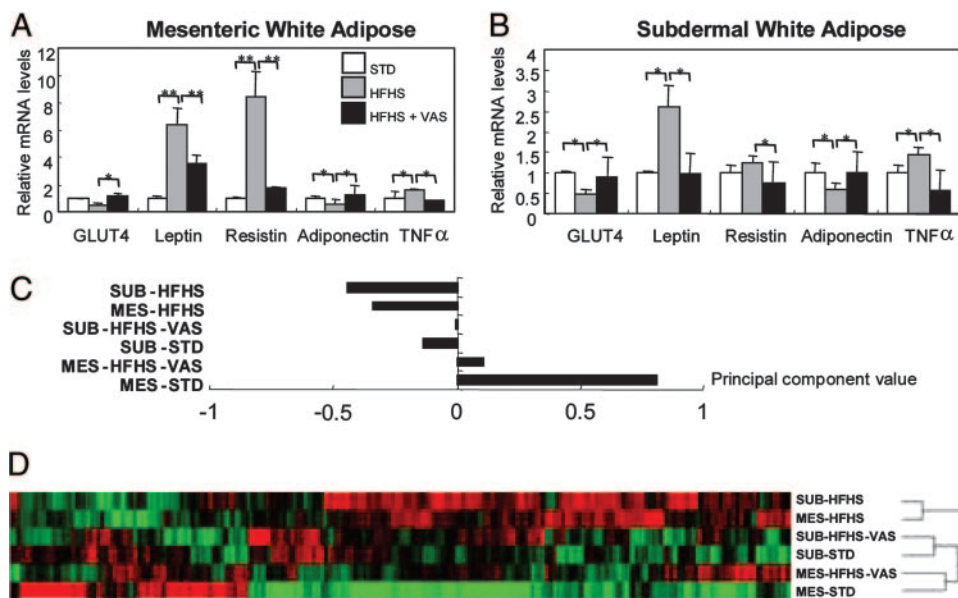 A
Mesenteric White Adipose
Relative mRNA levels
12
10
8
6
4
2
0
** ** ** **
* * * * *
STD
HFHS
HFHS + VAS
GLUT4 Leptin Resistin Adiponectin TNFα
B
Subdermal White Adipose
Relative mRNA levels
4
3.5
3
2.5
2
1.5
1
0.5
0
* * * * * * * * *
GLUT4 Leptin Resistin Adiponectin TNFα
C
SUB-HFHS
MES-HFHS
SUB-HFHS-VAS
SUB-STD
MES-HFHS-VAS
MES-STD
Principal component value
-1 -0.5 0 0.5 1
D
SUB-HFHS
MES-HFHS
SUB-HFHS-VAS
SUB-STD
MES-HFHS-VAS
MES-STD